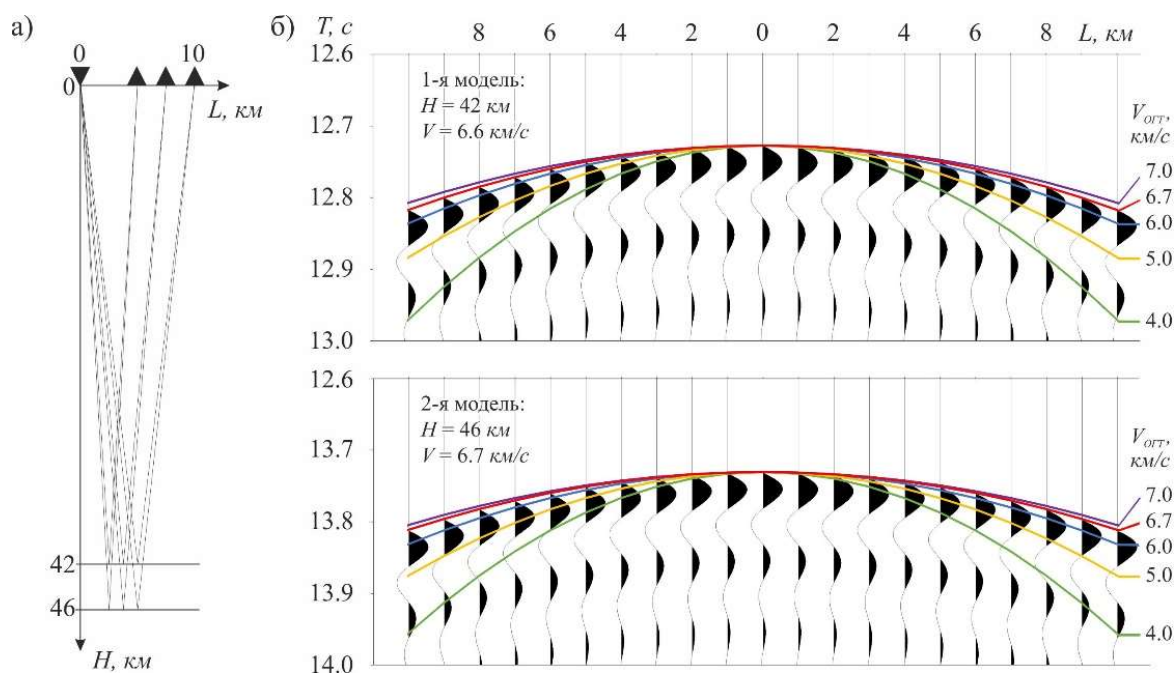 а)
0 10
0
L, км
42
46
H, км
б)
T, с 8 6 4 2 0 2 4 6 8 L, км
12.6
1-я модель:
H = 42 км
V = 6.6 км/с
12.7
12.8
12.9
13.0
Vогт,
км/с
7.0
6.7
6.0
5.0
4.0
12.6
2-я модель:
H = 46 км
V = 6.7 км/с
13.7
13.8
13.9
14.0
Vогт,
км/с
7.0
6.7
6.0
5.0
4.0